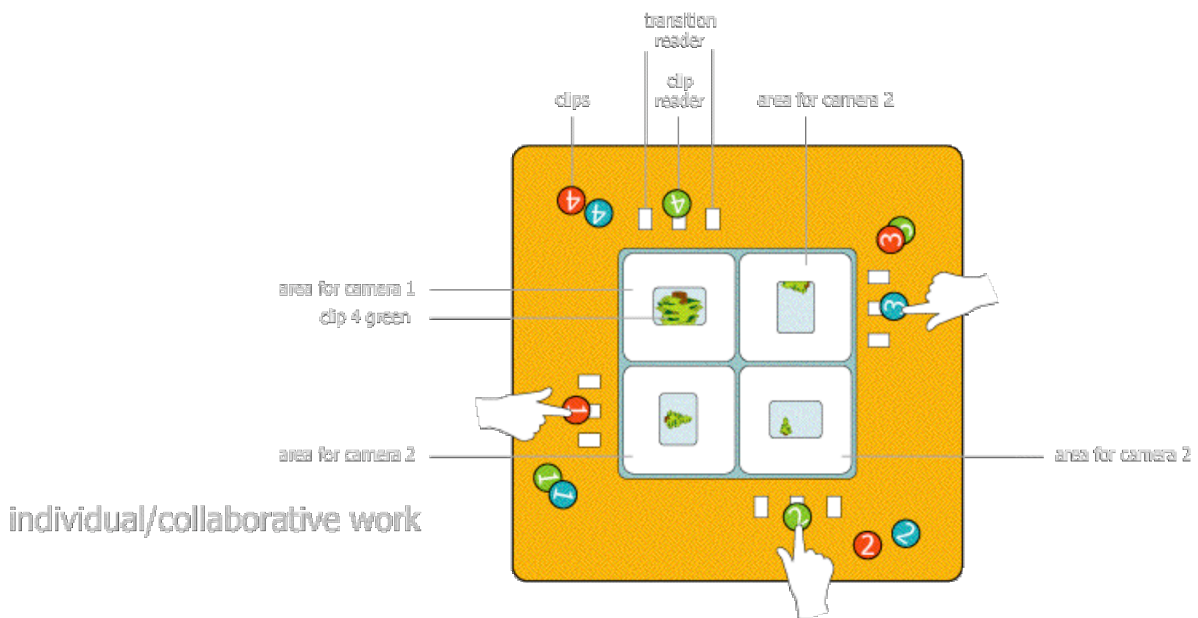 transition
reader
clip
reader
clips
area for camera 2
4
4
4
3
3
area for camera 1
clip 4 green
3
1
area for camera 2
area for camera 2
1
1
individual/collaborative work
2
2
2